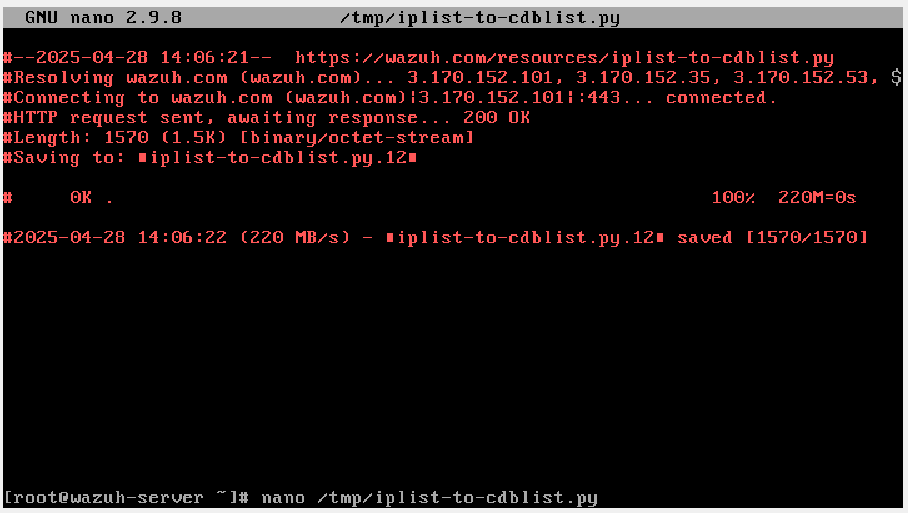 GNU nano 2.9.8 /tmp/iplist-to-cdblist.py
#--2025-04-28 14:06:21-- https://wazuh.com/resources/iplist-to-cdblist.py
#Resolving wazuh.com (wazuh.com)... 3.170.152.101, 3.170.152.35, 3.170.152.53, $
#Connecting to wazuh.com (wazuh.com)|3.170.152.101|:443... connected.
#HTTP request sent, awaiting response... 200 OK
#Length: 1570 (1.5K) [binary/octet-stream]
#Saving to: ■iplist-to-cdblist.py.12■
# 0K . 100% 220M=0s
#2025-04-28 14:06:22 (220 MB/s) - ■iplist-to-cdblist.py.12■ saved [1570/1570]
[root@wazuh-server ~]# nano /tmp/iplist-to-cdblist.py